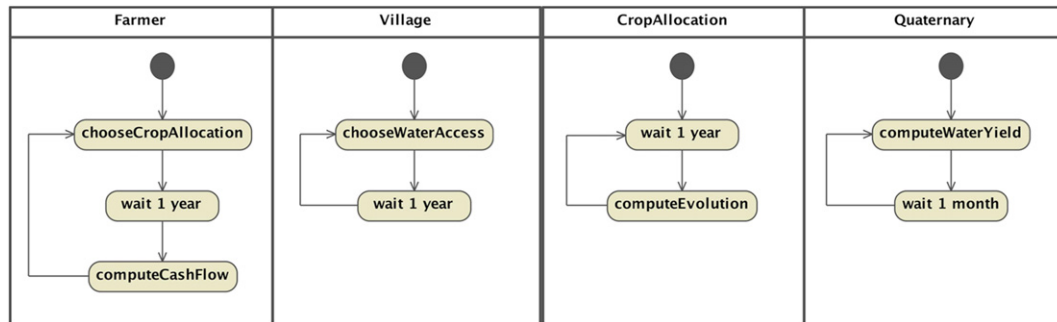 Farmer
Village
CropAllocation
Quaternary
chooseCropAllocation
chooseWaterAccess
wait 1 year
computeWaterYield
wait 1 year
wait 1 year
computeEvolution
wait 1 month
computeCashFlow